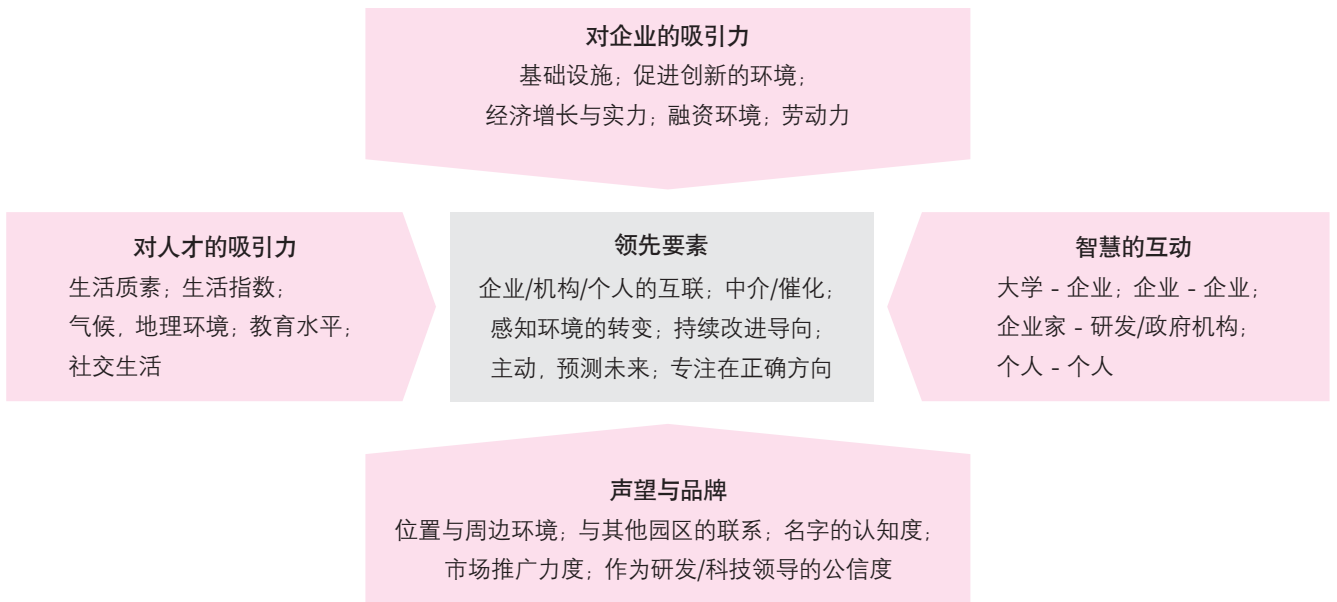 对企业的吸引力
基础设施；促进创新的环境；
经济增长与实力；融资环境；劳动力
对人才的吸引力
生活质素；生活指数；
气候，地理环境；教育水平；
社交生活
领先要素
企业/机构/个人的互联；中介/催化；
感知环境的转变；持续改进导向；
主动，预测未来；专注在正确方向
智慧的互动
大学 - 企业；企业 - 企业；
企业家 - 研发/政府机构；
个人 - 个人
声望与品牌
位置与周边环境；与其他园区的联系；名字的认知度；
市场推广力度；作为研发/科技领导的公信度